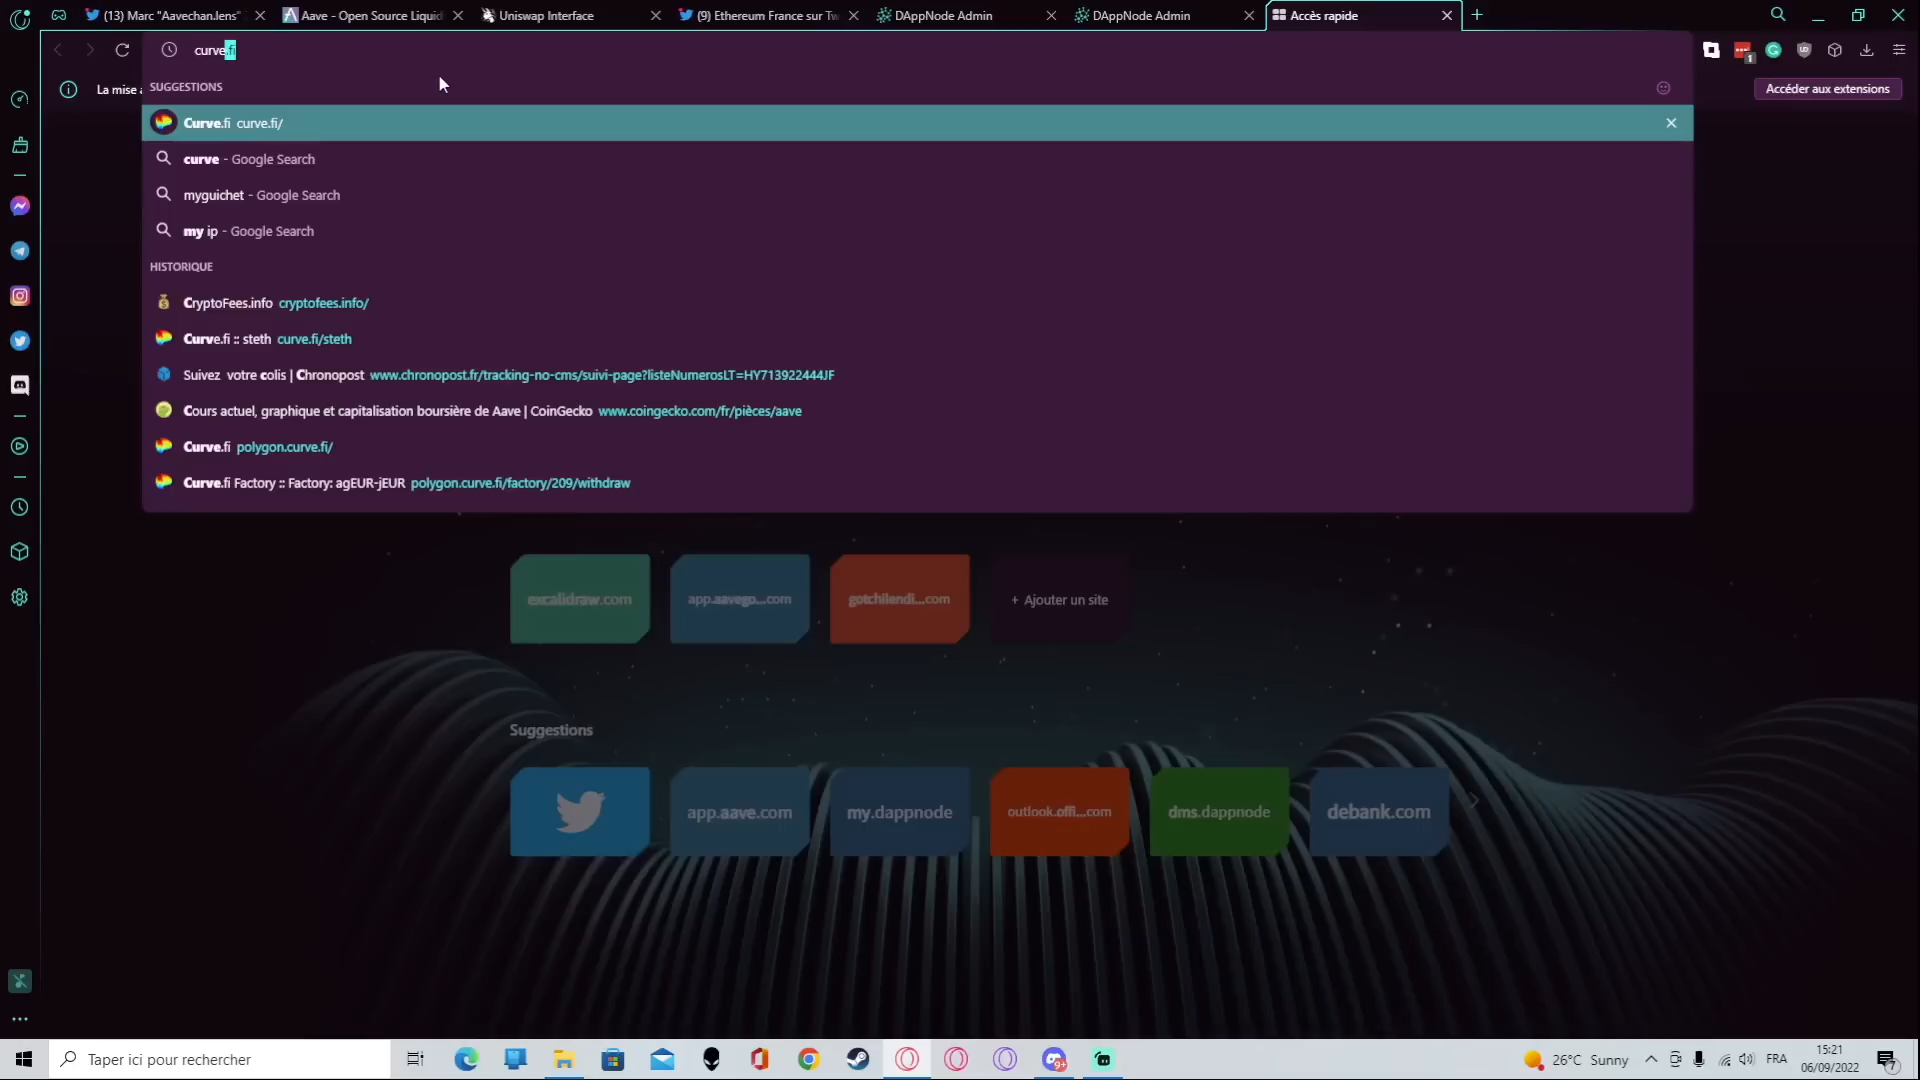 (13) Marc "Aavechan.lens"
Aave - Open Source Liquid
Uniswap Interface
(9) Ethereum France sur Tw
DAppNode Admin
DAppNode Admin
Accès rapide
curve.fi
1
La mise
Accéder aux extensions
SUGGESTIONS
Curve.fi curve.fi/
curve - Google Search
myguichet - Google Search
my ip - Google Search
HISTORIQUE
CryptoFees.info cryptofees.info/
Curve.fi :: steth curve.fi/steth
Suivez votre colis | Chronopost www.chronopost.fr/tracking-no-cms/suivi-page?listeNumerosLT=HY713922444JF
Cours actuel, graphique et capitalisation boursière de Aave | CoinGecko www.coingecko.com/fr/pièces/aave
Curve.fi polygon.curve.fi/
Curve.fi Factory :: Factory: agEUR-jEUR polygon.curve.fi/factory/209/withdraw
excalidraw.com
app.aavego...com
gotchilendi...com
+ Ajouter un site
Suggestions
app.aave.com
my.dappnode
outlook.offi...com
dms.dappnode
debank.com
Taper ici pour rechercher
9+
26°C Sunny
FRA
15:21
06/09/2022
7